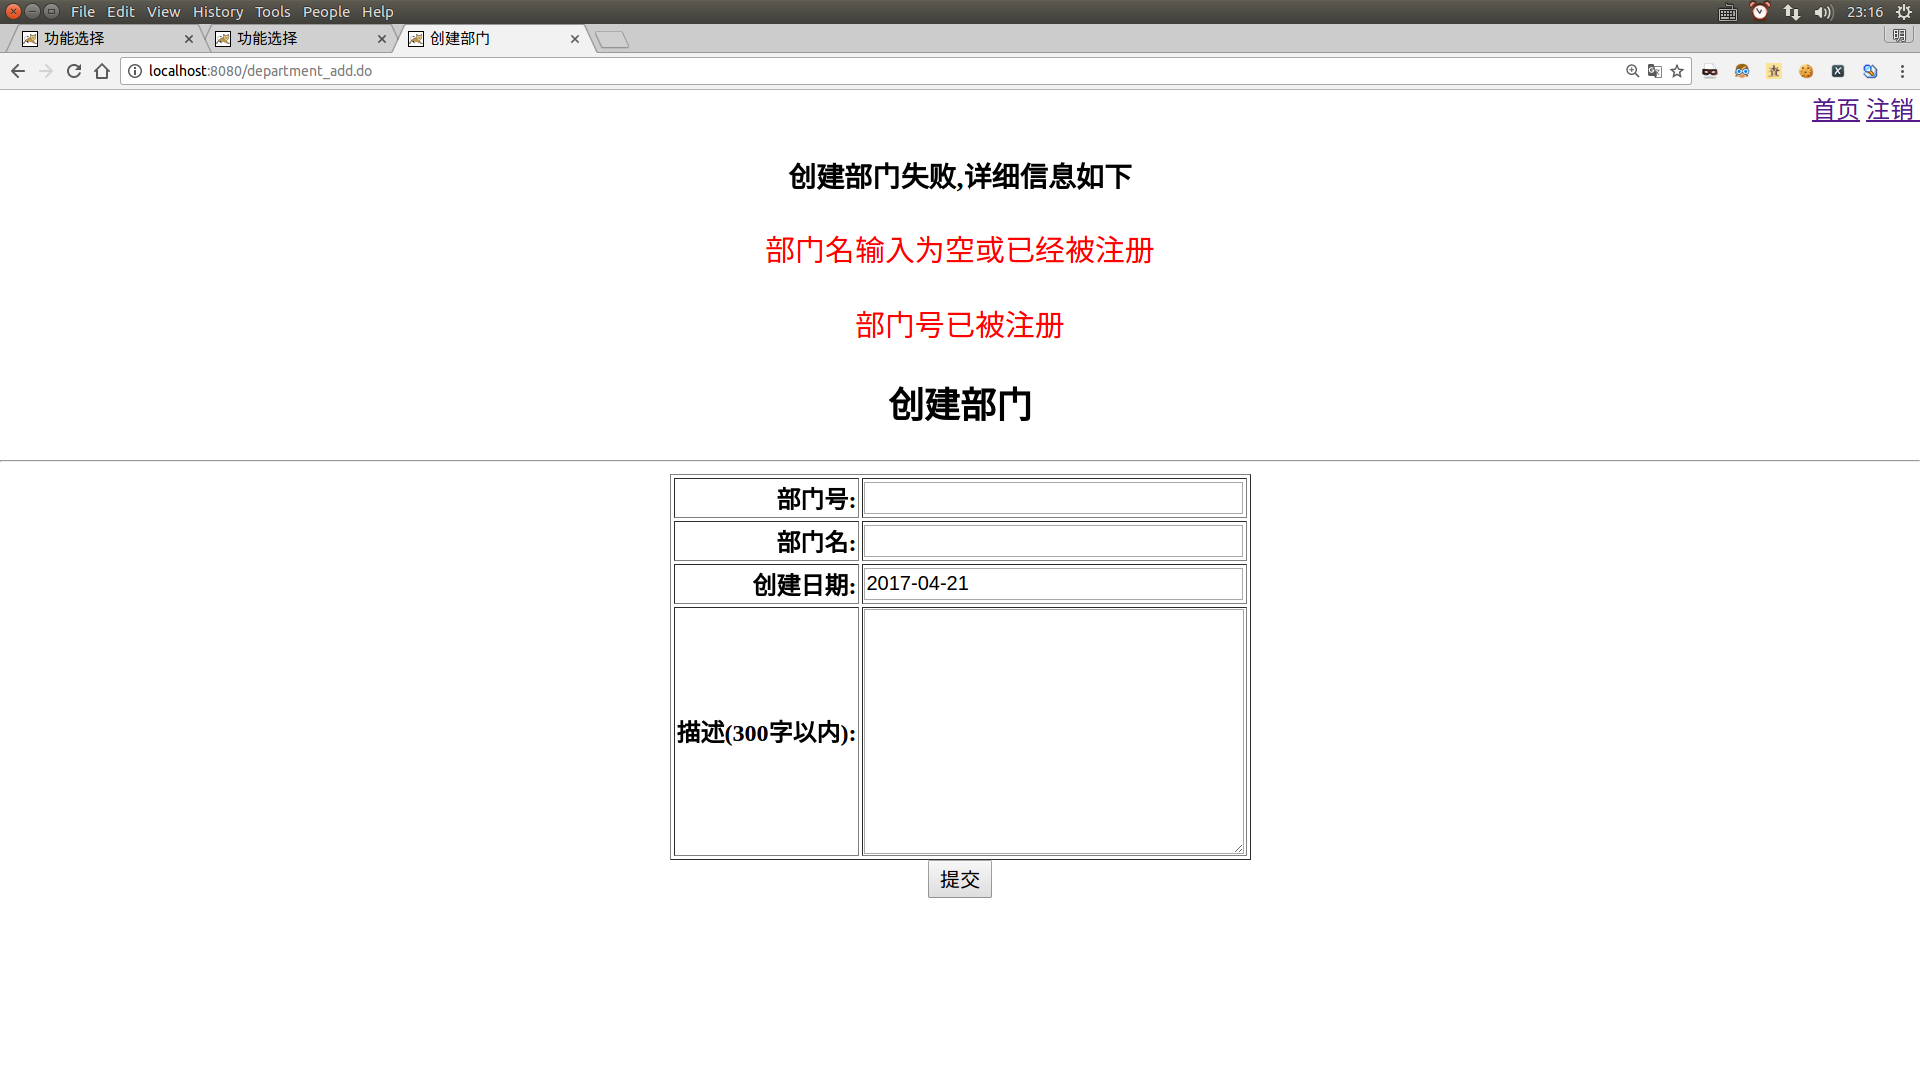 File Edit View History Tools People Help 23:16
功能选择 功能选择 创建部门
localhost:8080/department_add.do
首页 注销
创建部门失败,详细信息如下
部门名输入为空或已经被注册
部门号已被注册
创建部门
部门号:
部门名:
创建日期: 2017-04-21
描述(300字以内):
提交